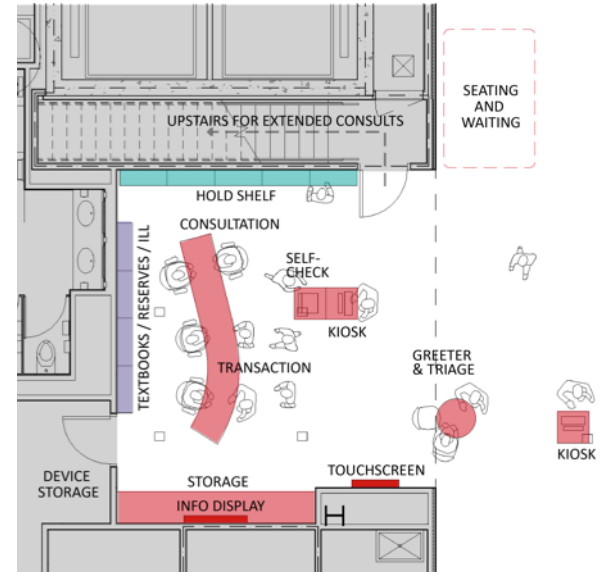 SEATING
AND
WAITING
UPSTAIRS FOR EXTENDED CONSULTS
HOLD SHELF
CONSULTATION
TEXTBOOKS / RESERVES / ILL
SELF-
CHECK
KIOSK
TRANSACTION
GREETER
& TRIAGE
KIOSK
DEVICE
STORAGE
STORAGE
TOUCHSCREEN
INFO DISPLAY